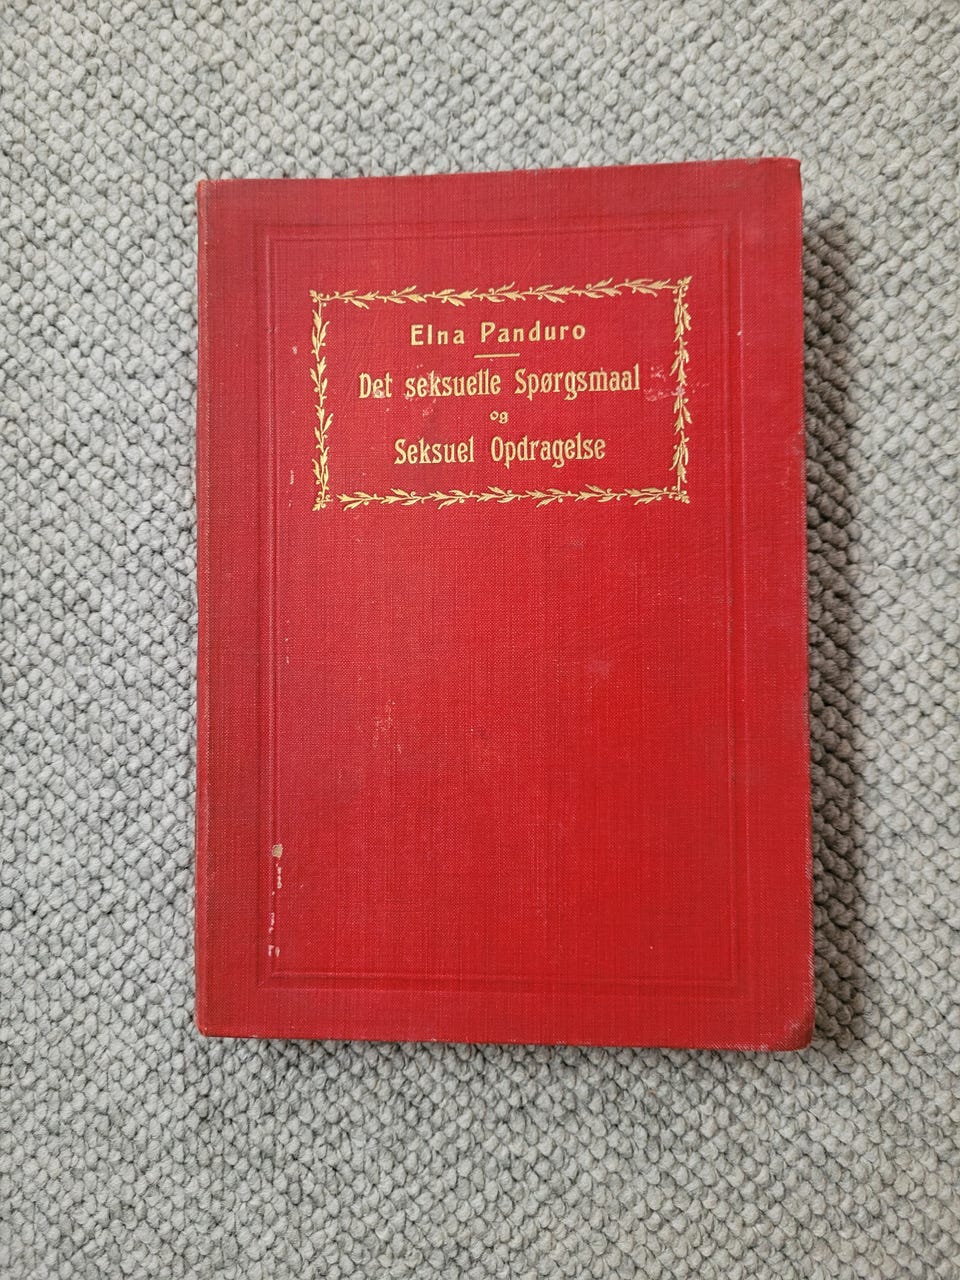 Elna Panduro
Det seksuelle Spørgsmaal
og
Seksuel Opdragelse